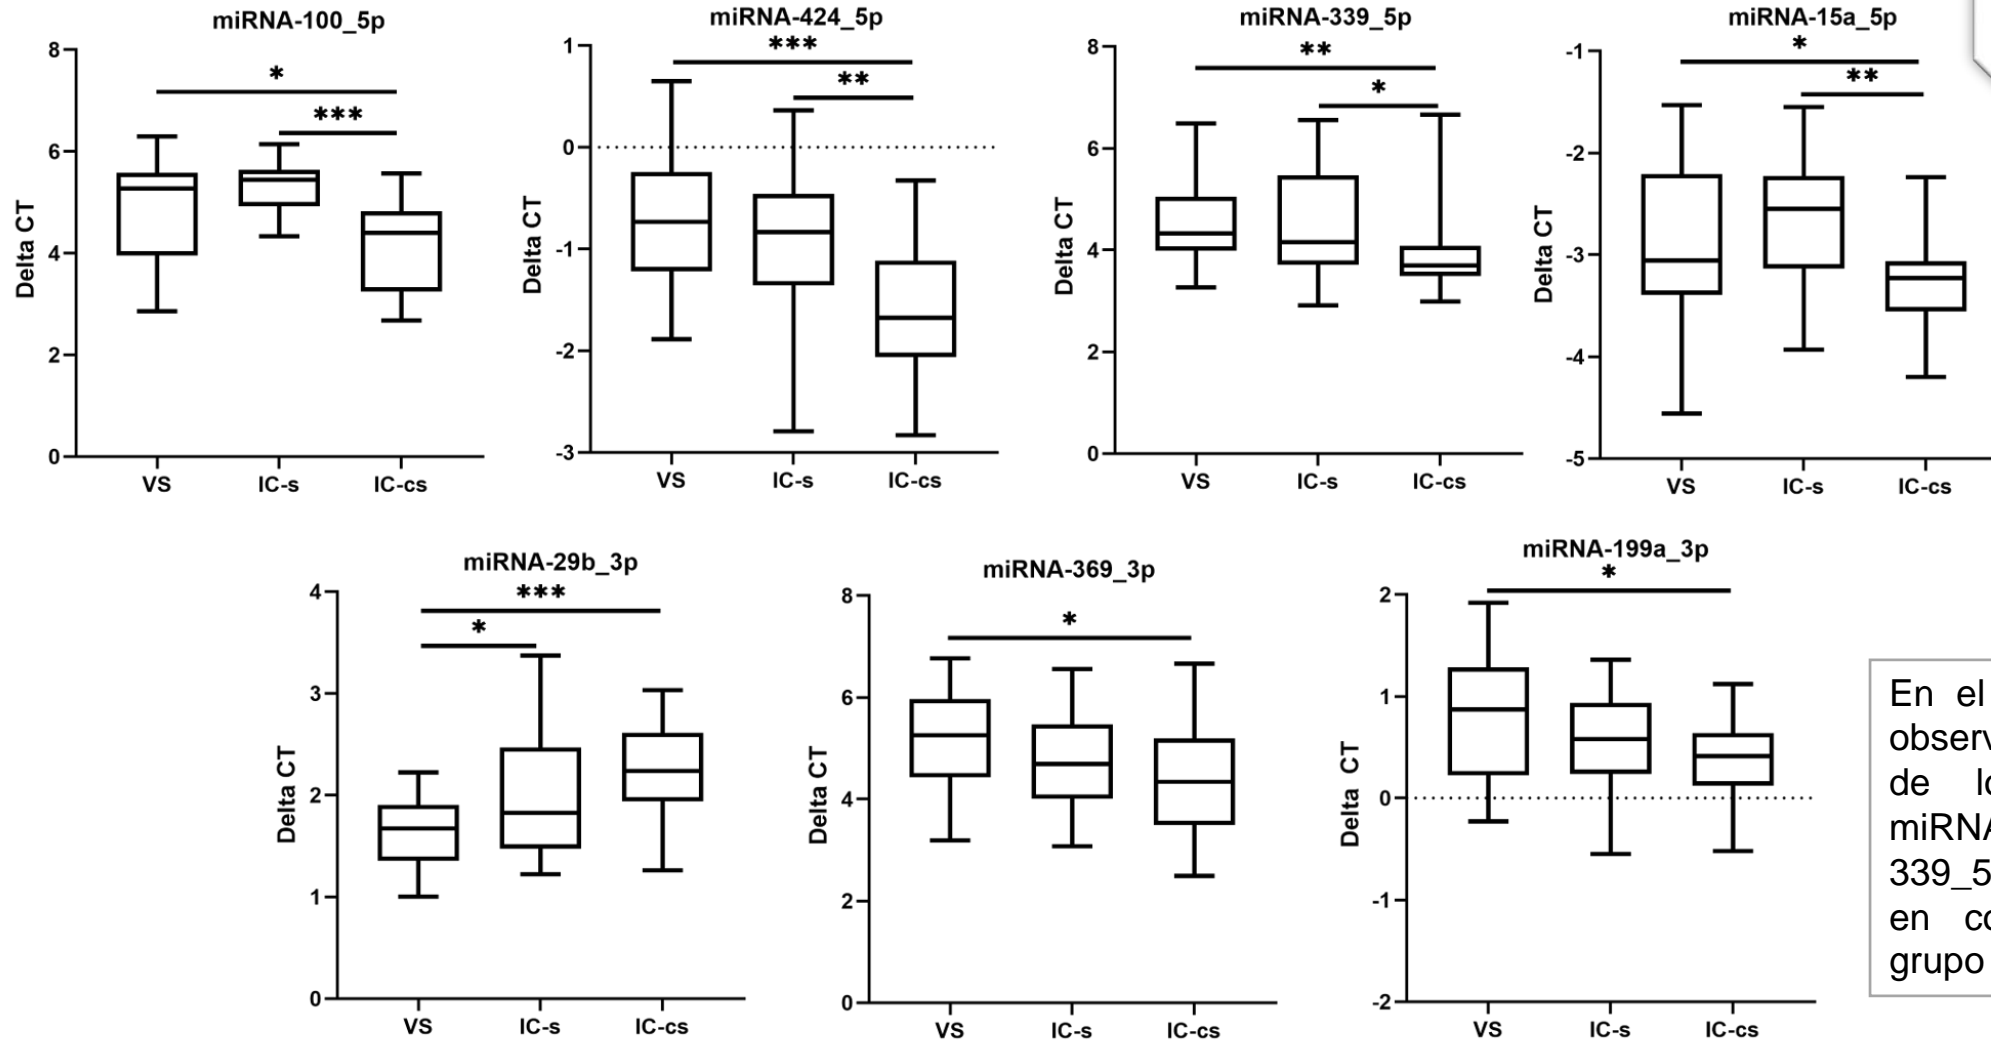 miRNA-100_5p
Delta CT
8
6
4
2
0
*
***
VS IC-s IC-cs
miRNA-424_5p
Delta CT
1
0
-1
-2
-3
***
**
VS IC-s IC-cs
miRNA-339_5p
Delta CT
8
6
4
2
0
**
*
VS IC-s IC-cs
miRNA-15a_5p
Delta CT
-1
-2
-3
-4
-5
*
**
VS IC-s IC-cs
miRNA-29b_3p
Delta CT
4
3
2
1
0
***
*
VS IC-s IC-cs
miRNA-369_3p
Delta CT
8
6
4
2
0
*
VS IC-s IC-cs
miRNA-199a_3p
Delta CT
2
1
0
-1
-2
*
VS IC-s IC-cs
En el
observ
de lo
miRNA
339_5
en co
grupo